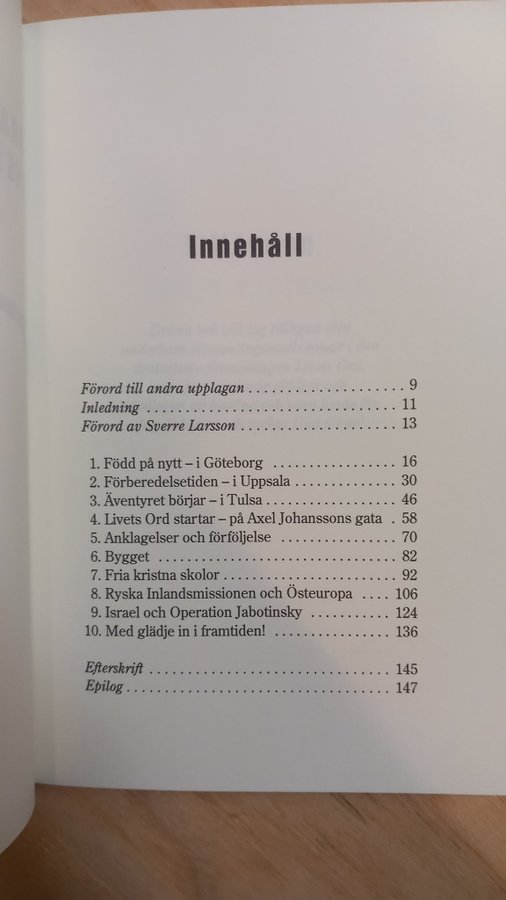 Innehåll
Förord till andra upplagan . . . . . . . . . . . . . . . . . . . . 9
Inledning . . . . . . . . . . . . . . . . . . . . . . . . . . . . . . . . . 11
Förord av Sverre Larsson . . . . . . . . . . . . . . . . . . . . 13
1. Född på nytt – i Göteborg . . . . . . . . . . . . . . . . . 16
2. Förberedelsetiden – i Uppsala . . . . . . . . . . . . . . 30
3. Äventyret börjar – i Tulsa . . . . . . . . . . . . . . . . . . 46
4. Livets Ord startar – på Axel Johanssons gata . 58
5. Anklagelser och förföljelse . . . . . . . . . . . . . . . . 70
6. Bygget . . . . . . . . . . . . . . . . . . . . . . . . . . . . . . . . 82
7. Fria kristna skolor . . . . . . . . . . . . . . . . . . . . . . . 92
8. Ryska Inlandsmissionen och Östeuropa . . . . 106
9. Israel och Operation Jabotinsky . . . . . . . . . . . 124
10. Med glädje in i framtiden! . . . . . . . . . . . . . . . 136
Efterskrift . . . . . . . . . . . . . . . . . . . . . . . . . . . . . . . 145
Epilog . . . . . . . . . . . . . . . . . . . . . . . . . . . . . . . . . . 147